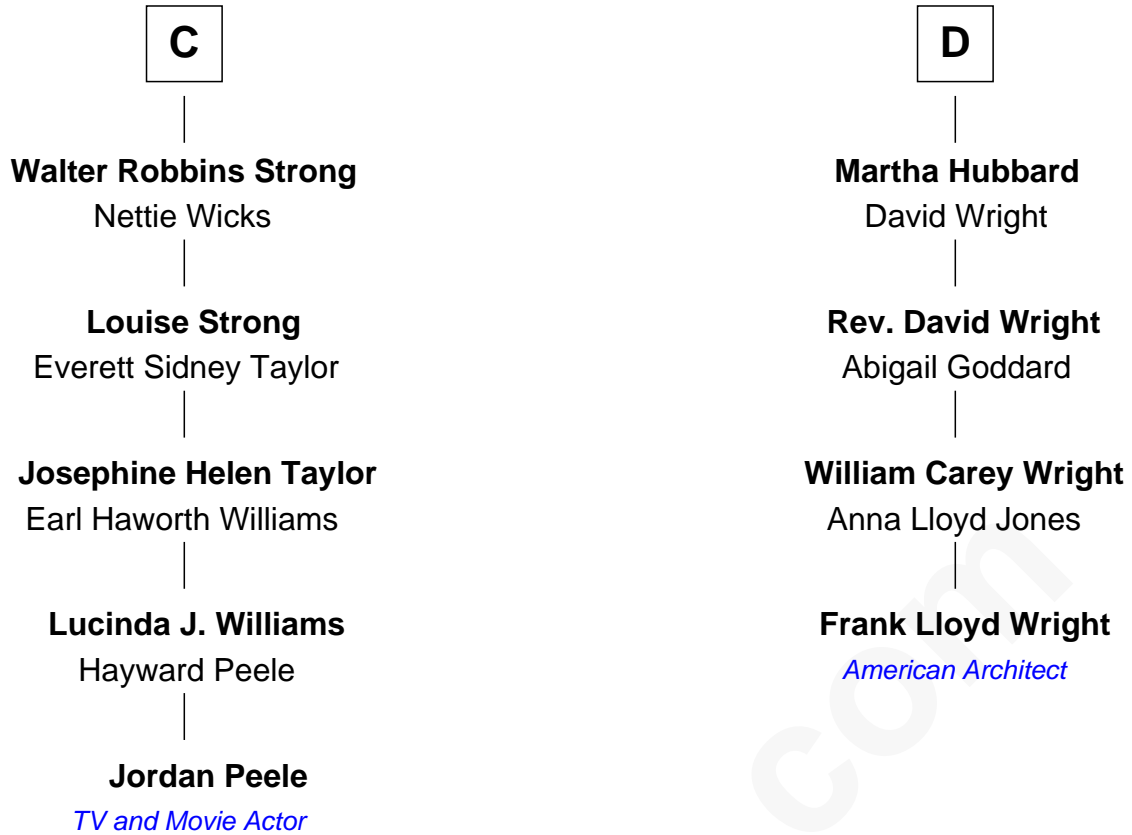 C
Walter Robbins Strong
Nettie Wicks
Louise Strong
Everett Sidney Taylor
Josephine Helen Taylor
Earl Haworth Williams
Lucinda J. Williams
Hayward Peele
Jordan Peele
TV and Movie Actor
D
Martha Hubbard
David Wright
Rev. David Wright
Abigail Goddard
William Carey Wright
Anna Lloyd Jones
Frank Lloyd Wright
American Architect
com